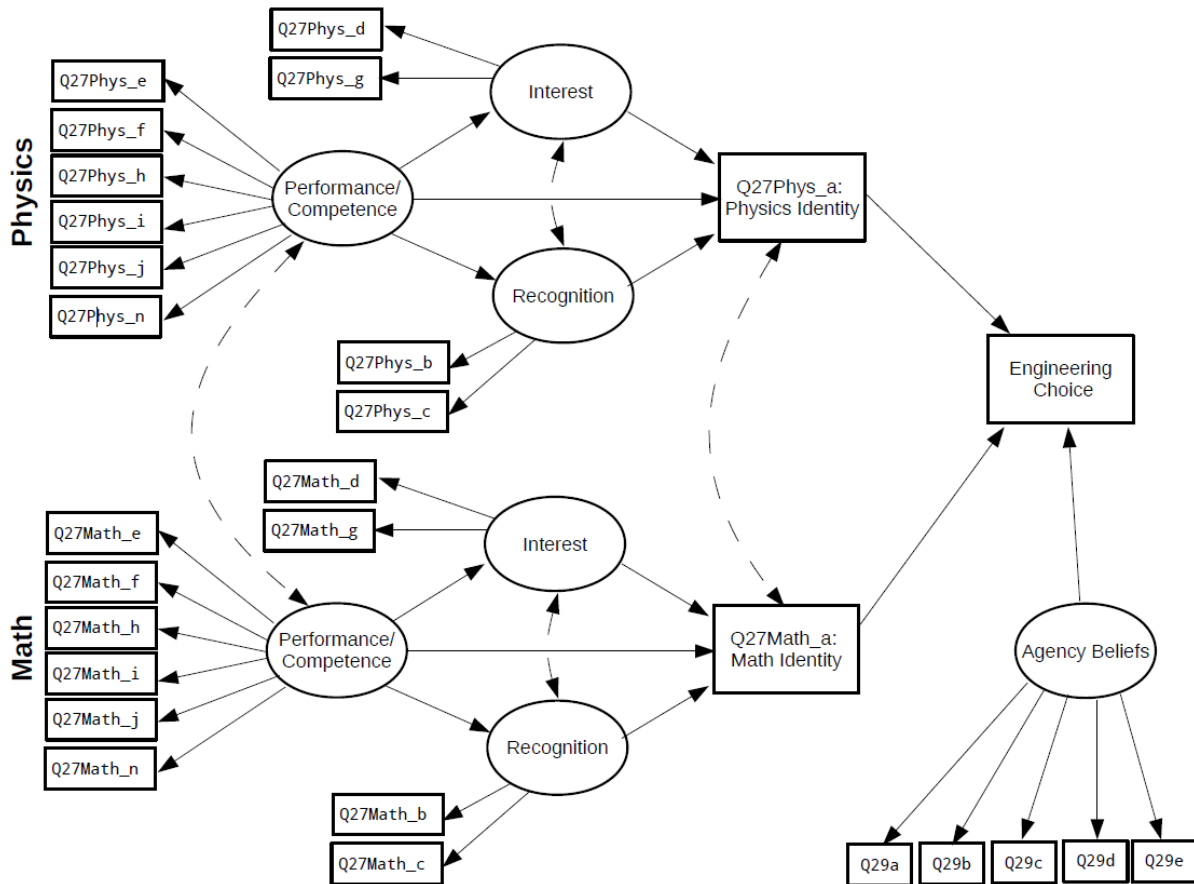 Physics
Q27Phys_d
Q27Phys_g
Interest
Q27Phys_e
Q27Phys_f
Q27Phys_h
Q27Phys_i
Q27Phys_j
Q27Phys_n
Performance/
Competence
Q27Phys_a:
Physics Identity
Recognition
Q27Phys_b
Q27Phys_c
Engineering
Choice
Math
Q27Math_d
Q27Math_g
Interest
Q27Math_e
Q27Math_f
Q27Math_h
Q27Math_i
Q27Math_j
Q27Math_n
Performance/
Competence
Q27Math_a:
Math Identity
Agency Beliefs
Recognition
Q27Math_b
Q27Math_c
Q29a
Q29b
Q29c
Q29d
Q29e